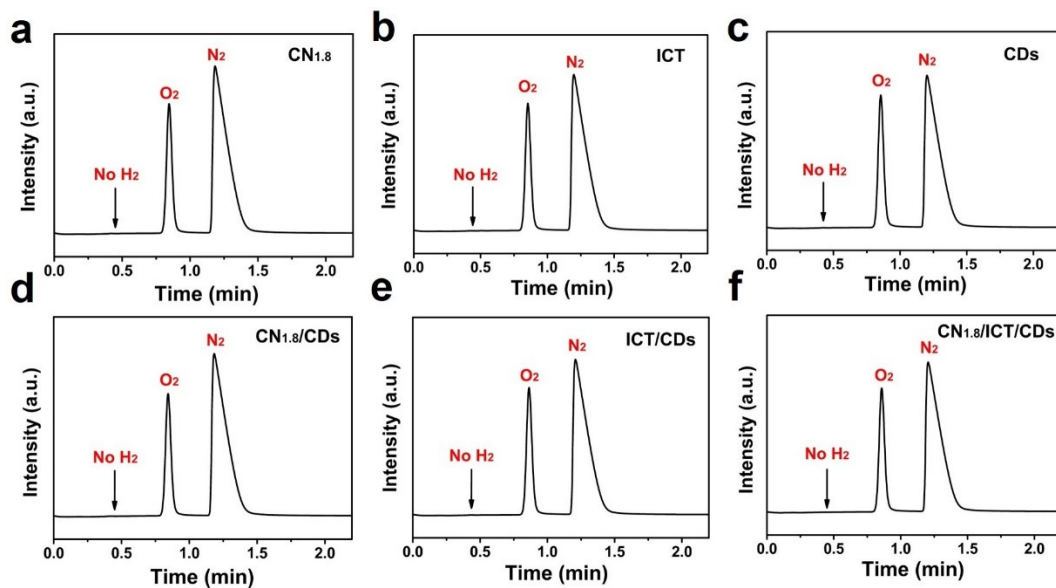 a
CN1.8
N2
O2
No H2
Intensity (a.u.)
0.0 0.5 1.0 1.5 2.0
Time (min)
b
ICT
N2
O2
No H2
Intensity (a.u.)
0.0 0.5 1.0 1.5 2.0
Time (min)
c
CDs
N2
O2
No H2
Intensity (a.u.)
0.0 0.5 1.0 1.5 2.0
Time (min)
d
CN1.8/CDs
N2
O2
No H2
Intensity (a.u.)
0.0 0.5 1.0 1.5 2.0
Time (min)
e
ICT/CDs
N2
O2
No H2
Intensity (a.u.)
0.0 0.5 1.0 1.5 2.0
Time (min)
f
CN1.8/ICT/CDs
N2
O2
No H2
Intensity (a.u.)
0.0 0.5 1.0 1.5 2.0
Time (min)